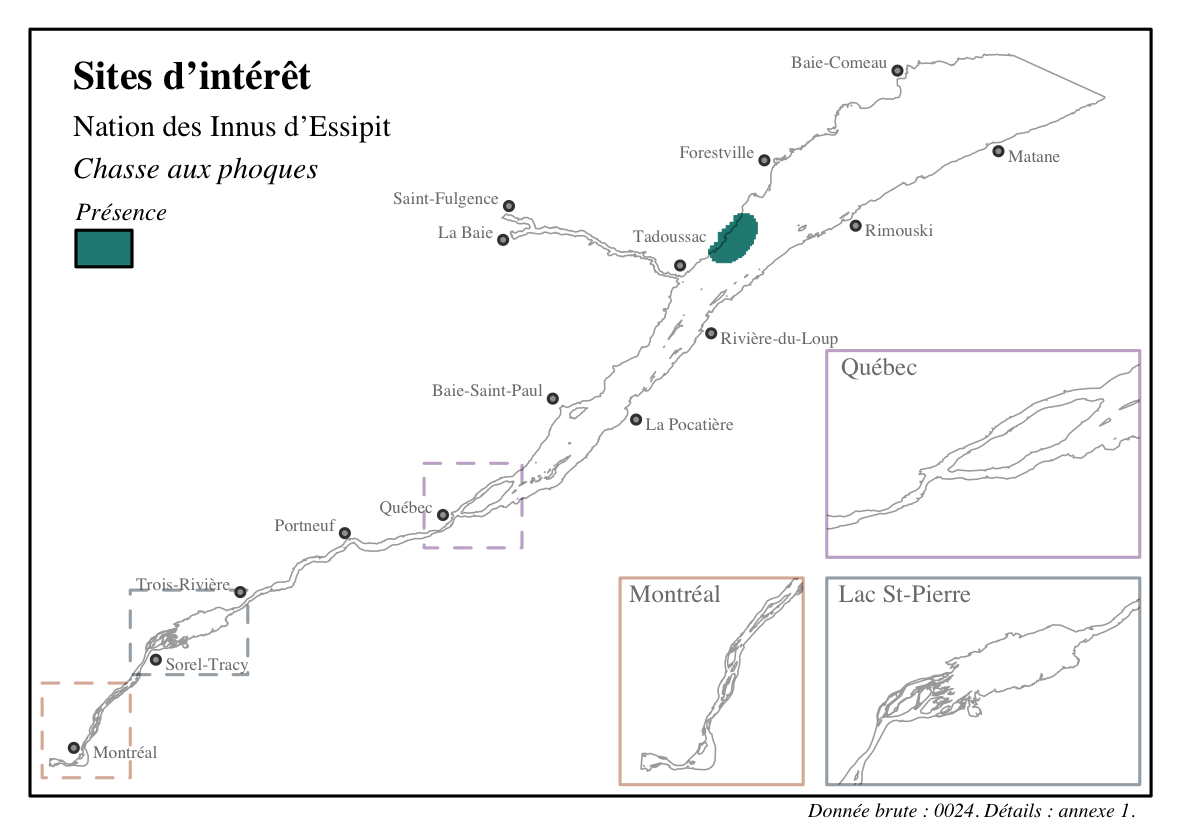 Sites d’intérêt
Nation des Innus d’Essipit
Chasse aux phoques
Présence
Baie-Comeau
Forestville
Matane
Saint-Fulgence
La Baie
Tadoussac
Rimouski
Rivière-du-Loup
Baie-Saint-Paul
La Pocatière
Québec
Portneuf
Trois-Rivière
Sorel-Tracy
Montréal
Québec
Montréal
Lac St-Pierre
Donnée brute : 0024. Détails : annexe 1.